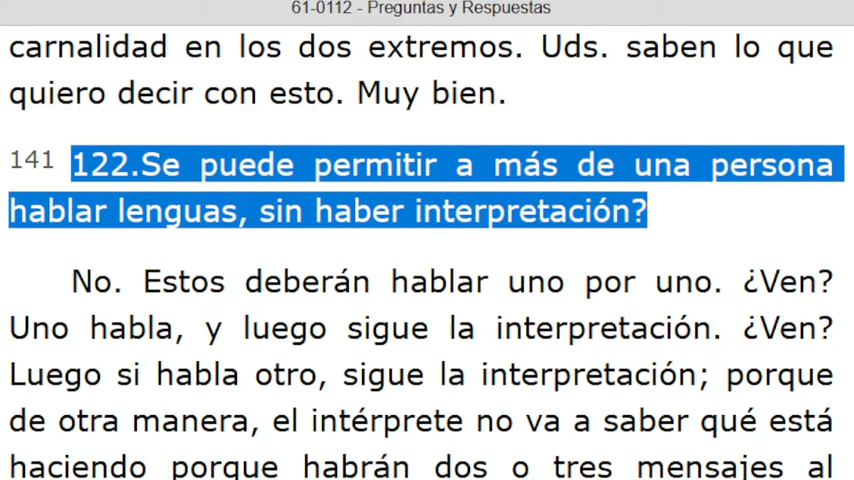 61-0112 - Preguntas y Respuestas
carnalidad en los dos extremos. Uds. saben lo que
quiero decir con esto. Muy bien.
141 122.Se puede permitir a más de una persona
hablar lenguas, sin haber interpretación?
No. Estos deberán hablar uno por uno. ¿Ven?
Uno habla, y luego sigue la interpretación. ¿Ven?
Luego si habla otro, sigue la interpretación; porque
de otra manera, el intérprete no va a saber qué está
haciendo porque habrán dos o tres mensajes al